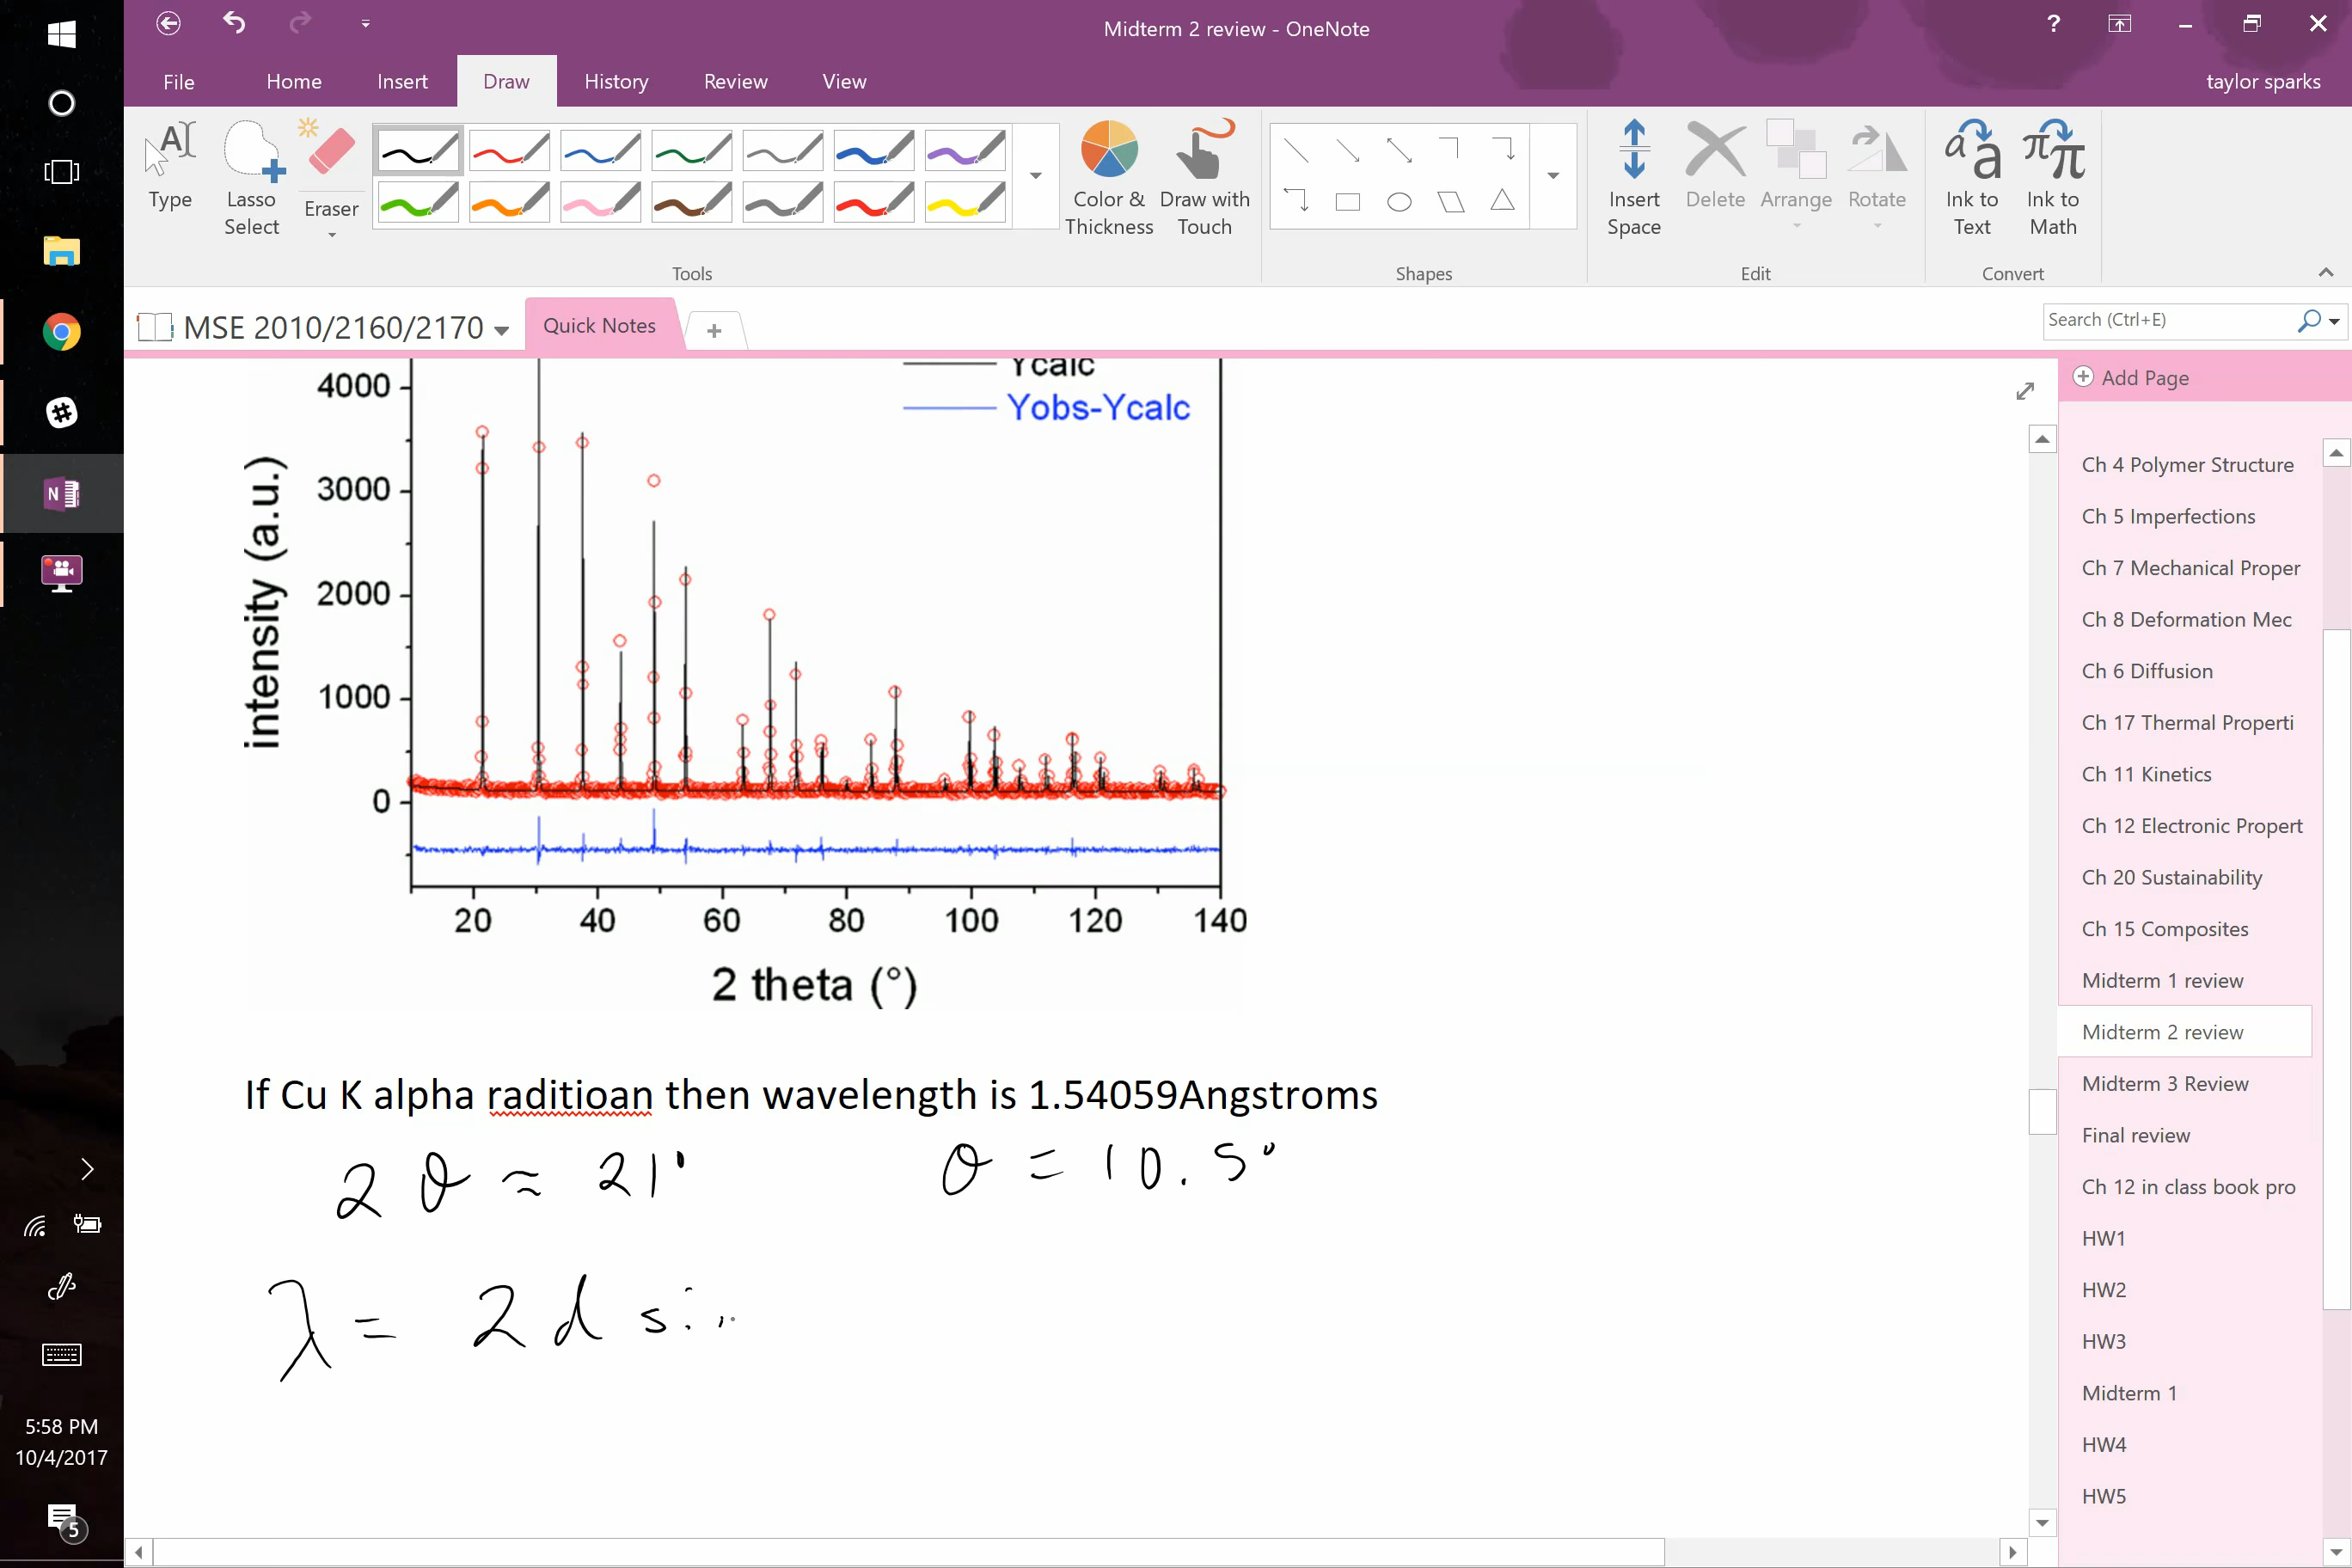 Midterm 2 review - OneNote
?
File Home Insert Draw History Review View
taylor sparks
Type
Lasso Select
Eraser
Color & Thickness
Draw with Touch
Insert Space
Delete
Arrange
Rotate
Ink to Text
Ink to Math
Tools
Shapes
Edit
Convert
MSE 2010/2160/2170
Quick Notes
Search (Ctrl+E)
Ycalc
Yobs-Ycalc
4000
3000
2000
1000
0
intensity (a.u.)
20 40 60 80 100 120 140
2 theta (°)
If Cu K alpha raditioan then wavelength is 1.54059Angstroms
2 θ ≈ 21°
θ = 10.5°
λ = 2 d sin
Add Page
Ch 4 Polymer Structure
Ch 5 Imperfections
Ch 7 Mechanical Proper
Ch 8 Deformation Mec
Ch 6 Diffusion
Ch 17 Thermal Properti
Ch 11 Kinetics
Ch 12 Electronic Propert
Ch 20 Sustainability
Ch 15 Composites
Midterm 1 review
Midterm 2 review
Midterm 3 Review
Final review
Ch 12 in class book pro
HW1
HW2
HW3
Midterm 1
HW4
HW5
5:58 PM
10/4/2017
5